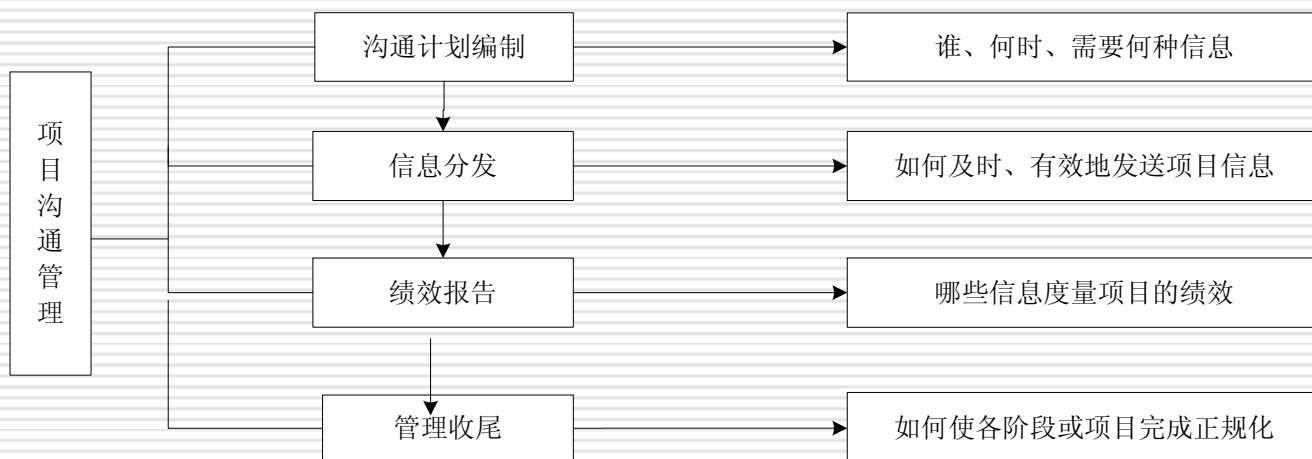 项目沟通管理
沟通计划编制
谁、何时、需要何种信息
信息分发
如何及时、有效地发送项目信息
绩效报告
哪些信息度量项目的绩效
管理收尾
如何使各阶段或项目完成正规化